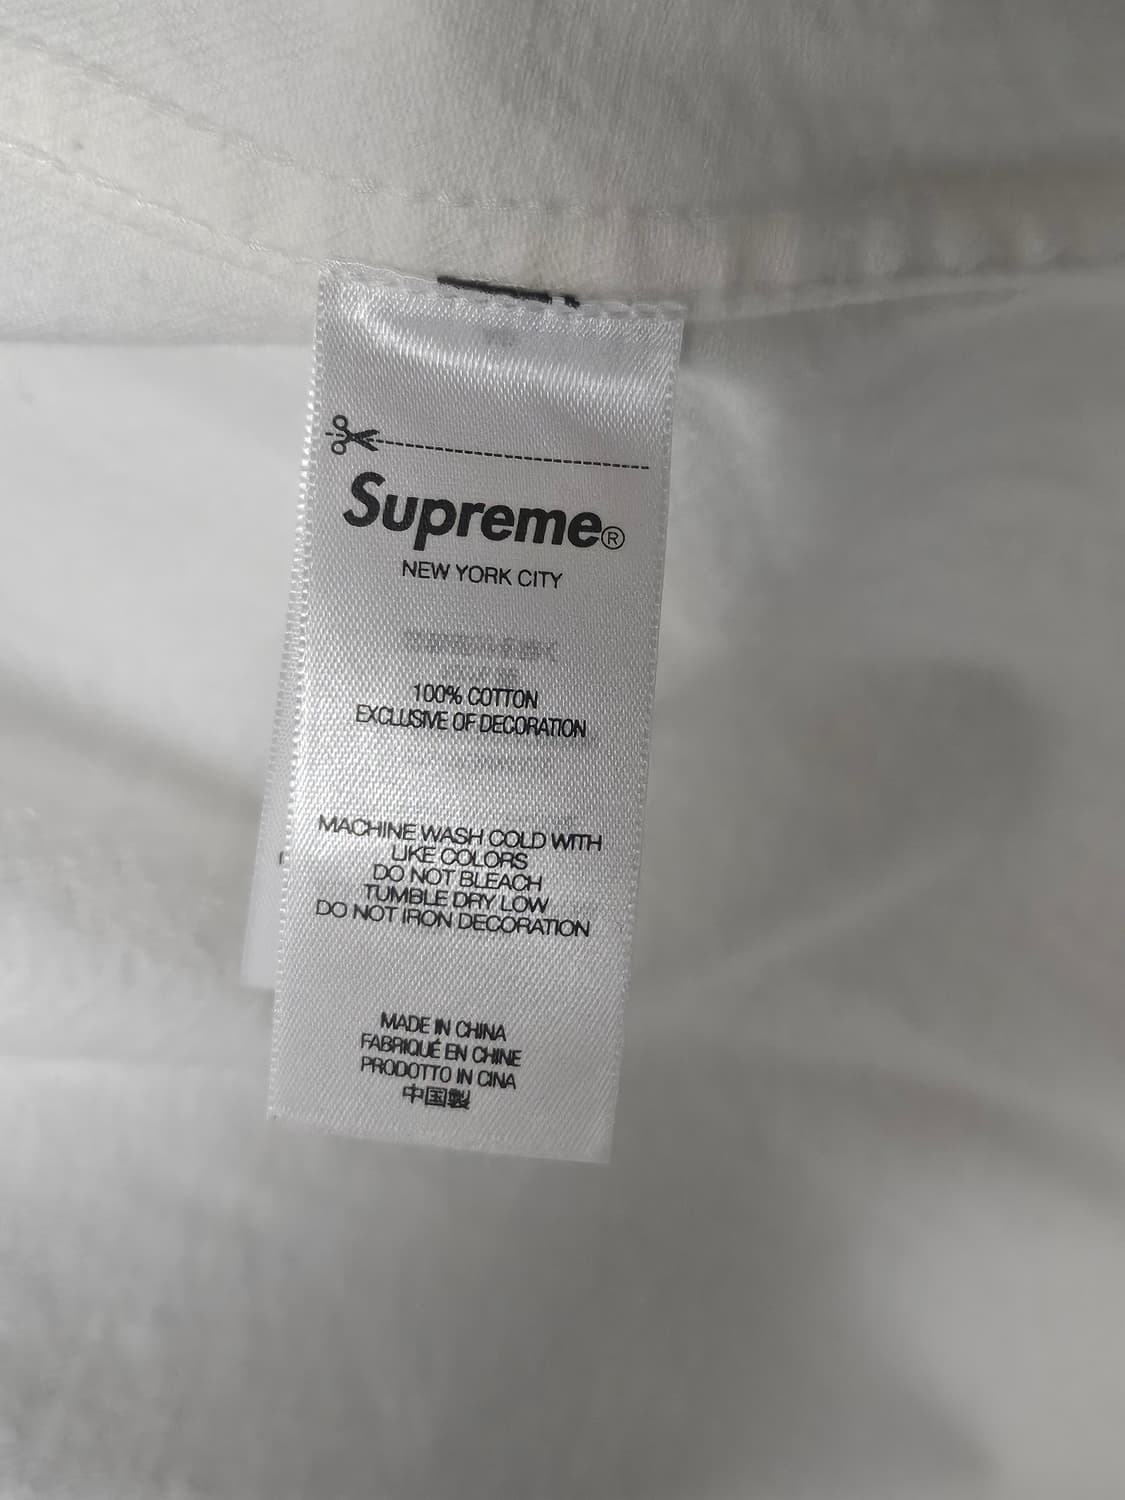 Supreme®
NEW YORK CITY
100% COTTON
EXCLUSIVE OF DECORATION
MACHINE WASH COLD WITH
LIKE COLORS
DO NOT BLEACH
TUMBLE DRY LOW
DO NOT IRON DECORATION
MADE IN CHINA
FABRIQUÉ EN CHINE
PRODOTTO IN CINA
中国製